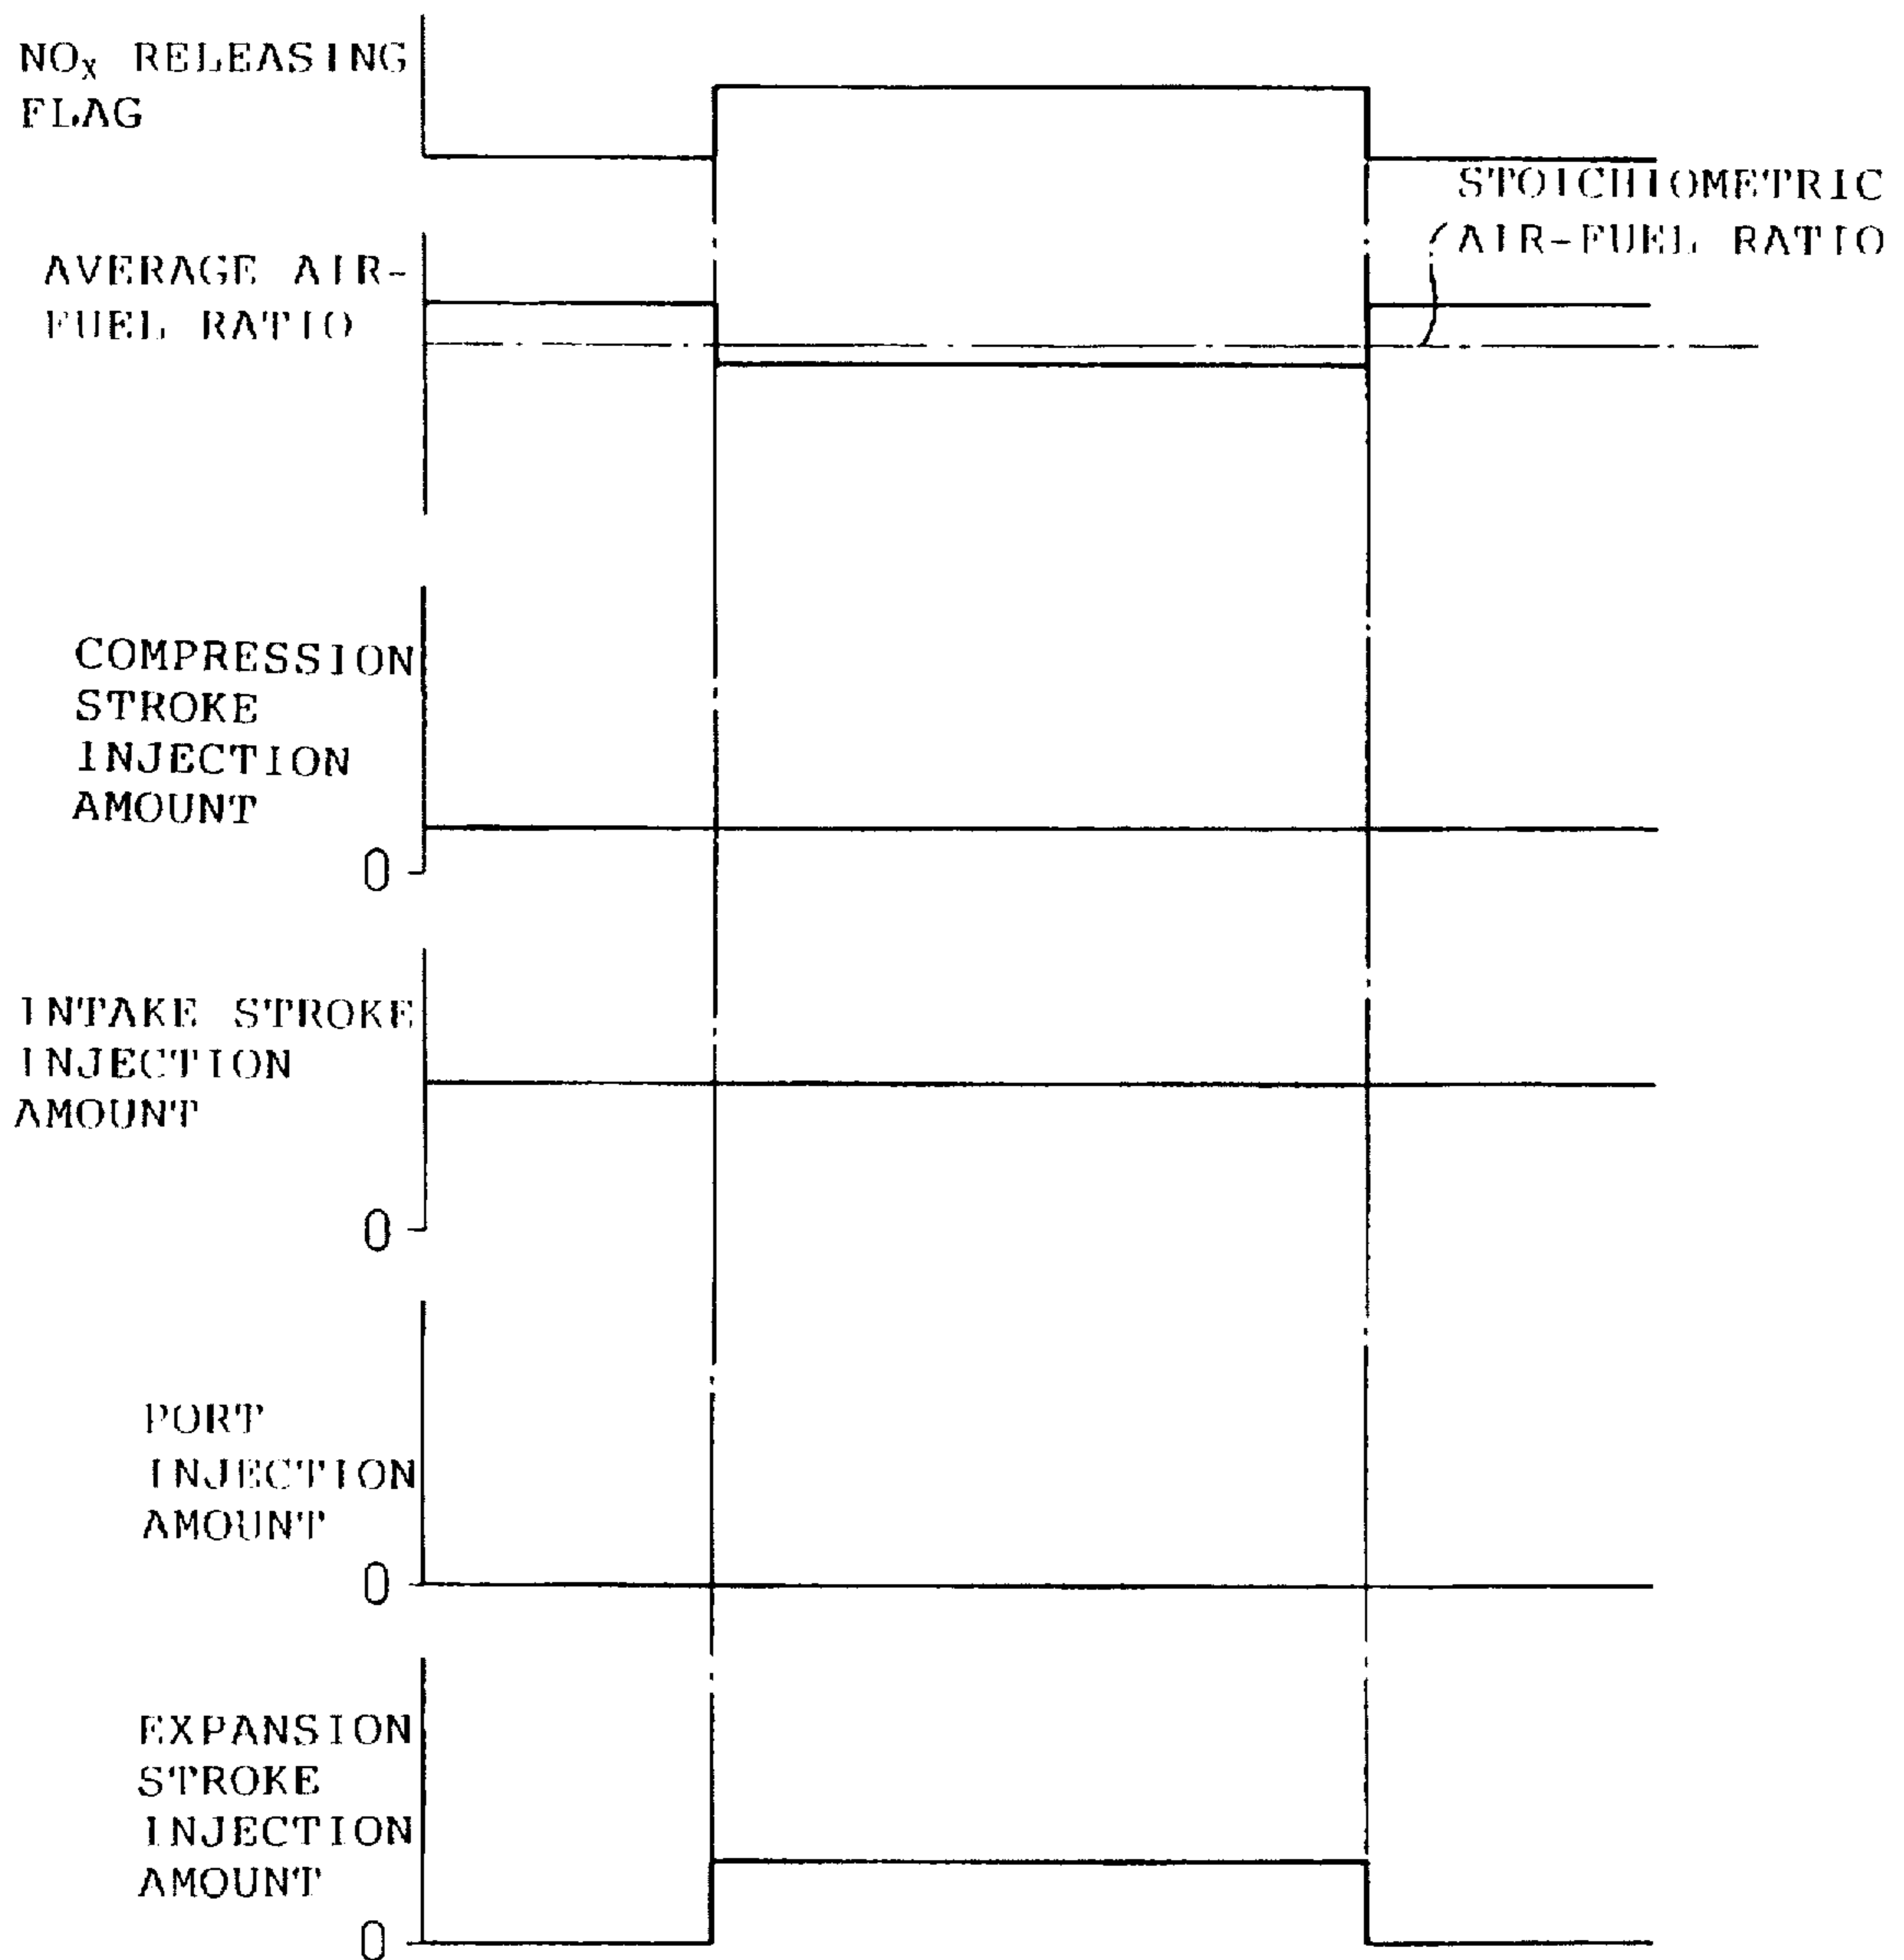 NOx RELEASING
FLAG
STOICHIOMETRIC
AIR-FUEL RATIO
AVERAGE AIR-
FUEL RATIO
COMPRESSION
STROKE
INJECTION
AMOUNT
0
INTAKE STROKE
INJECTION
AMOUNT
0
PORT
INJECTION
AMOUNT
0
EXPANSION
STROKE
INJECTION
AMOUNT
0